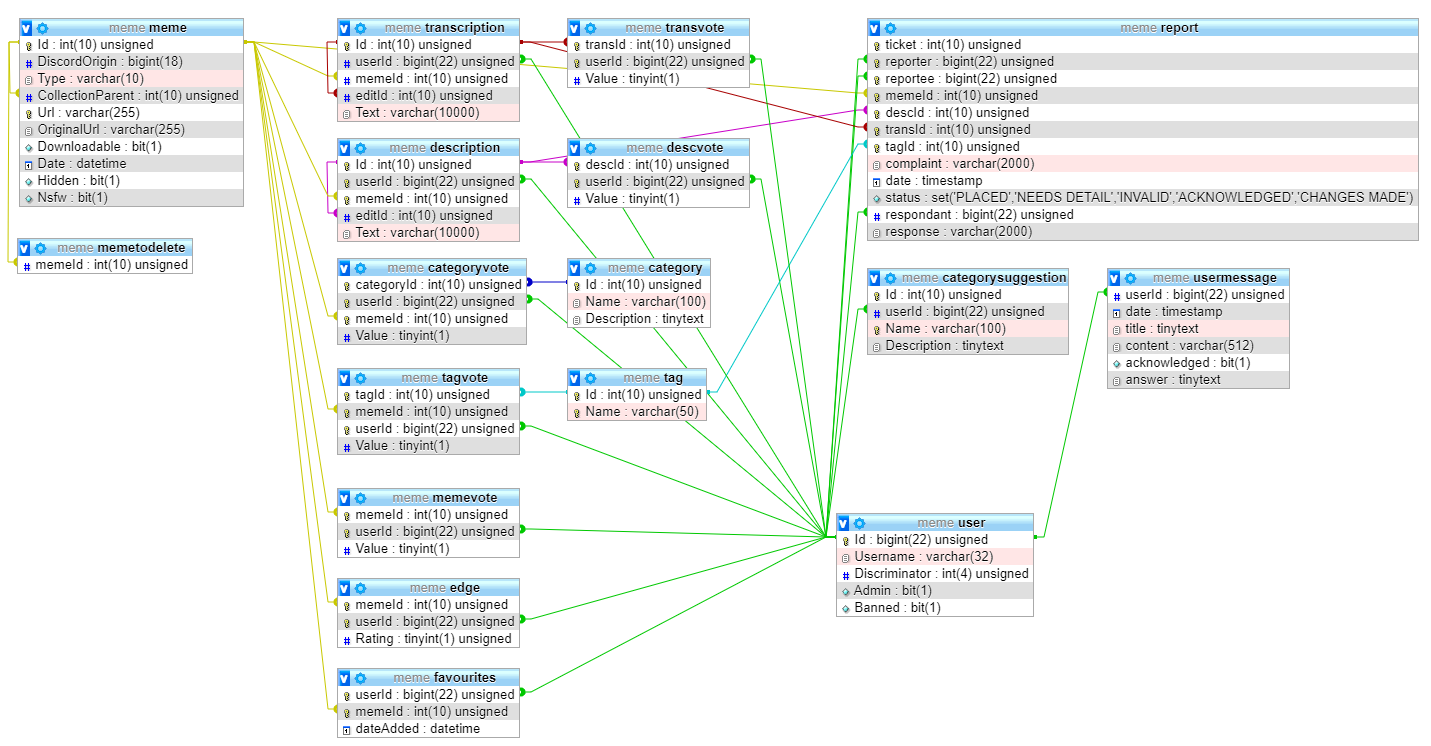 meme meme
Id : int(10) unsigned
DiscordOrigin : bigint(18)
Type : varchar(10)
CollectionParent : int(10) unsigned
Url : varchar(255)
OriginalUrl : varchar(255)
Downloadable : bit(1)
Date : datetime
Hidden : bit(1)
Nsfw : bit(1)
meme memetodelete
memeId : int(10) unsigned
meme transcription
Id : int(10) unsigned
userId : bigint(22) unsigned
memeId : int(10) unsigned
editId : int(10) unsigned
Text : varchar(10000)
meme description
Id : int(10) unsigned
userId : bigint(22) unsigned
memeId : int(10) unsigned
editId : int(10) unsigned
Text : varchar(10000)
meme categoryvote
categoryId : int(10) unsigned
userId : bigint(22) unsigned
memeId : int(10) unsigned
Value : tinyint(1)
meme tagvote
tagId : int(10) unsigned
memeId : int(10) unsigned
userId : bigint(22) unsigned
Value : tinyint(1)
meme memevote
memeId : int(10) unsigned
userId : bigint(22) unsigned
Value : tinyint(1)
meme edge
memeId : int(10) unsigned
userId : bigint(22) unsigned
Rating : tinyint(1) unsigned
meme favourites
userId : bigint(22) unsigned
memeId : int(10) unsigned
dateAdded : datetime
meme transvote
transId : int(10) unsigned
userId : bigint(22) unsigned
Value : tinyint(1)
meme descvote
descId : int(10) unsigned
userId : bigint(22) unsigned
Value : tinyint(1)
meme category
Id : int(10) unsigned
Name : varchar(100)
Description : tinytext
meme tag
Id : int(10) unsigned
Name : varchar(50)
meme report
ticket : int(10) unsigned
reporter : bigint(22) unsigned
reportee : bigint(22) unsigned
memeId : int(10) unsigned
descId : int(10) unsigned
transId : int(10) unsigned
tagId : int(10) unsigned
complaint : varchar(2000)
date : timestamp
status : set('PLACED','NEEDS DETAIL','INVALID','ACKNOWLEDGED','CHANGES MADE')
respondant : bigint(22) unsigned
response : varchar(2000)
meme categorysuggestion
Id : int(10) unsigned
userId : bigint(22) unsigned
Name : varchar(100)
Description : tinytext
meme usermessage
userId : bigint(22) unsigned
date : timestamp
title : tinytext
content : varchar(512)
acknowledged : bit(1)
answer : tinytext
meme user
Id : bigint(22) unsigned
Username : varchar(32)
Discriminator : int(4) unsigned
Admin : bit(1)
Banned : bit(1)